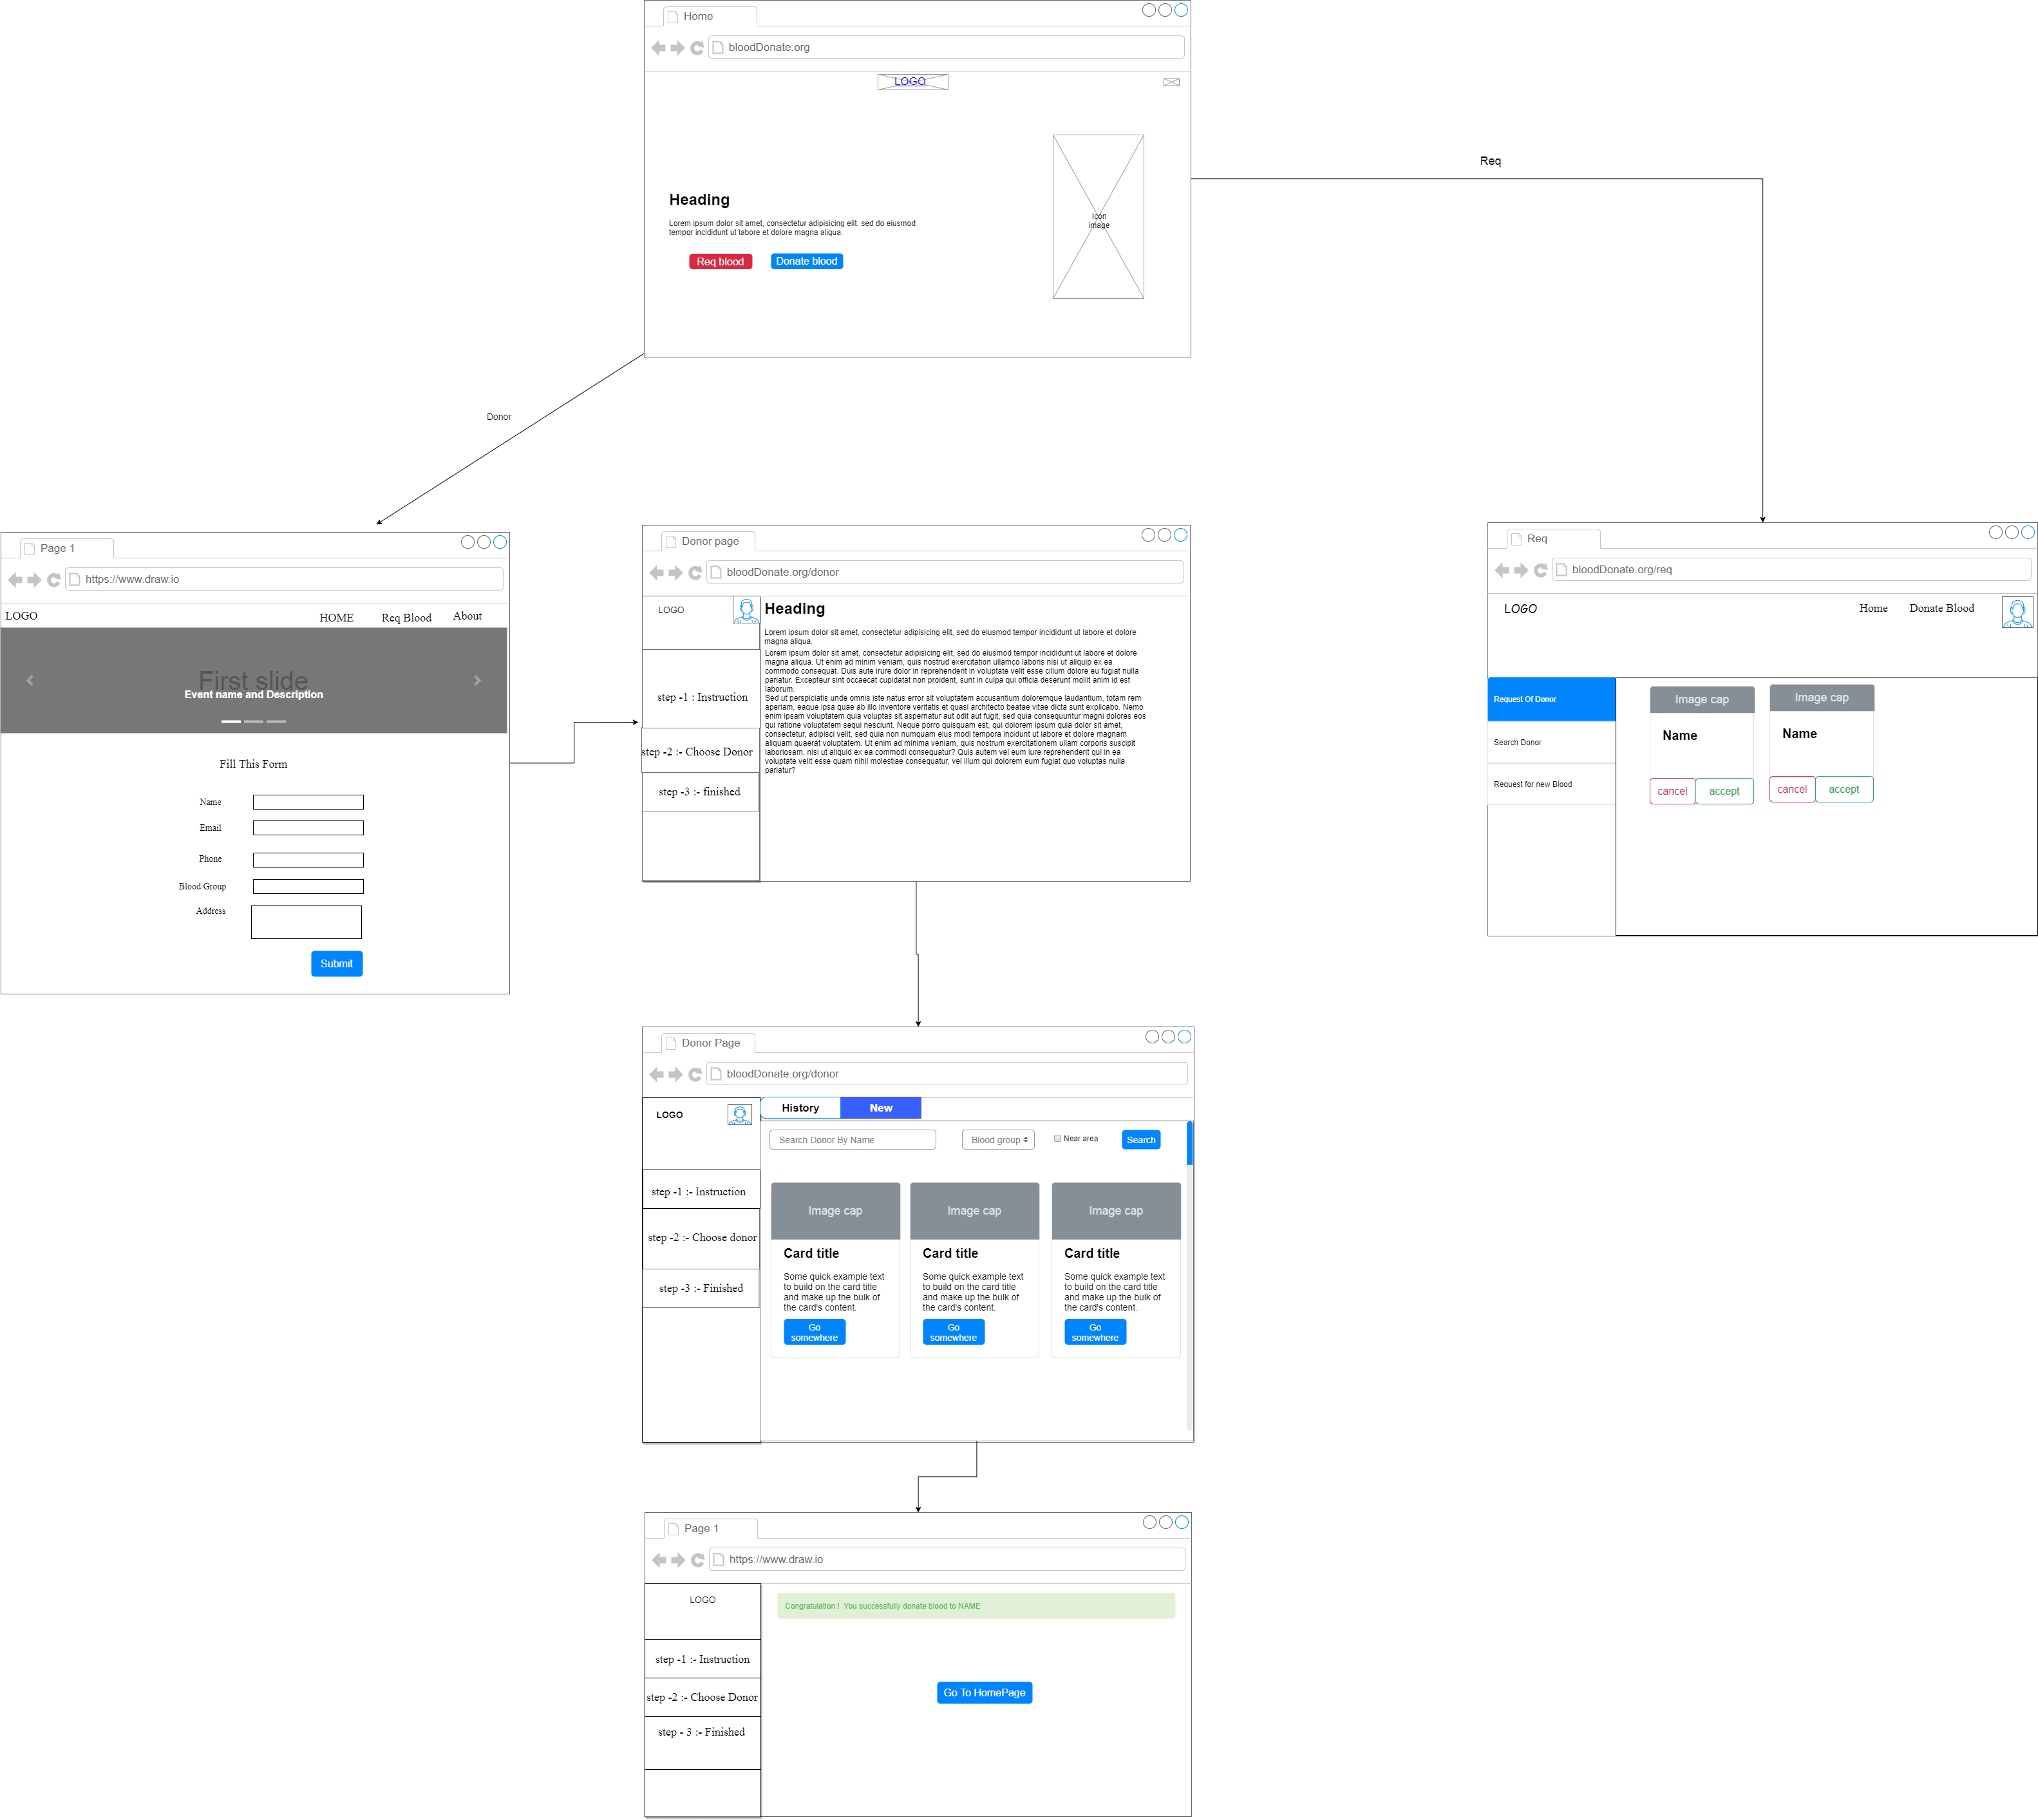 Home
bloodDonate.org
LOGO
Heading
Lorem ipsum dolor sit amet, consectetur adipisicing elit, sed do eiusmod
tempor incididunt ut labore et dolore magna aliqua.
Req blood
Donate blood
Icon
image
Req
Donor
Page 1
https://www.draw.io
LOGO
HOME
Req Blood
About
First slide
Event name and Description
Fill This Form
Name
Email
Phone
Blood Group
Address
Submit
Donor page
bloodDonate.org/donor
LOGO
step -1 : Instruction
step -2 :- Choose Donor
step -3 :- finished
Heading
Lorem ipsum dolor sit amet, consectetur adipisicing elit, sed do eiusmod tempor incididunt ut labore et dolore
magna aliqua.
Lorem ipsum dolor sit amet, consectetur adipisicing elit, sed do eiusmod tempor incididunt ut labore et dolore
magna aliqua. Ut enim ad minim veniam, quis nostrud exercitation ullamco laboris nisi ut aliquip ex ea
commodo consequat. Duis aute irure dolor in reprehenderit in voluptate velit esse cillum dolore eu fugiat nulla
pariatur. Excepteur sint occaecat cupidatat non proident, sunt in culpa qui officia deserunt mollit anim id est
laborum.
Sed ut perspiciatis unde omnis iste natus error sit voluptatem accusantium doloremque laudantium, totam rem
aperiam, eaque ipsa quae ab illo inventore veritatis et quasi architecto beatae vitae dicta sunt explicabo. Nemo
enim ipsam voluptatem quia voluptas sit aspernatur aut odit aut fugit, sed quia consequuntur magni dolores eos
qui ratione voluptatem sequi nesciunt. Neque porro quisquam est, qui dolorem ipsum quia dolor sit amet,
consectetur, adipisci velit, sed quia non numquam eius modi tempora incidunt ut labore et dolore magnam
aliquam quaerat voluptatem. Ut enim ad minima veniam, quis nostrum exercitationem ullam corporis suscipit
laboriosam, nisi ut aliquid ex ea commodi consequatur? Quis autem vel eum iure reprehenderit qui in ea
voluptate velit esse quam nihil molestiae consequatur, vel illum qui dolorem eum fugiat quo voluptas nulla
pariatur?
Req
bloodDonate.org/req
LOGO
Home
Donate Blood
Request Of Donor
Search Donor
Request for new Blood
Image cap
Name
cancel
accept
Image cap
Name
cancel
accept
Donor Page
bloodDonate.org/donor
LOGO
step -1 :- Instruction
step -2 :- Choose donor
step -3 :- Finished
History
New
Search Donor By Name
Blood group
Near area
Search
Image cap
Card title
Some quick example text
to build on the card title
and make up the bulk of
the card's content.
Go
somewhere
Image cap
Card title
Some quick example text
to build on the card title
and make up the bulk of
the card's content.
Go
somewhere
Image cap
Card title
Some quick example text
to build on the card title
and make up the bulk of
the card's content.
Go
somewhere
Page 1
https://www.draw.io
LOGO
step -1 :- Instruction
step -2 :- Choose Donor
step - 3 :- Finished
Congratulation ! You successfully donate blood to NAME
Go To HomePage